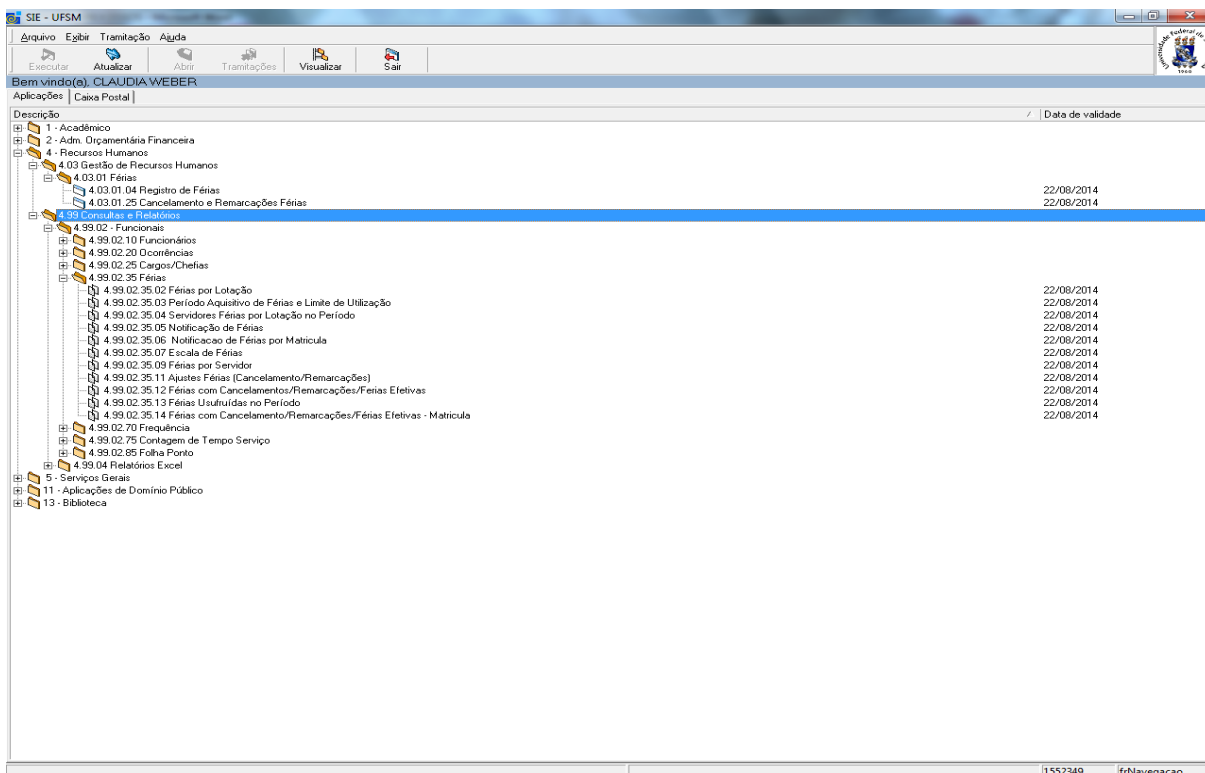 SIE - UFSM
Arquivo Exibir Tramitação Ajuda
Executar Atualizar Abrir Tramitações Visualizar Sair
Bem vindo(a), CLAUDIA WEBER
Aplicações Caixa Postal
Descrição Data de validade
1 - Acadêmico
2 - Adm. Orçamentária Financeira
4 - Recursos Humanos
4.03 Gestão de Recursos Humanos
4.03.01 Férias
4.03.01.04 Registro de Férias 22/08/2014
4.03.01.25 Cancelamento e Remarcações Férias 22/08/2014
4.99 Consultas e Relatórios
4.99.02 - Funcionais
4.99.02.10 Funcionários
4.99.02.20 Ocorrências
4.99.02.25 Cargos/Chefias
4.99.02.35 Férias
4.99.02.35.02 Férias por Lotação 22/08/2014
4.99.02.35.03 Período Aquisitivo de Férias e Limite de Utilização 22/08/2014
4.99.02.35.04 Servidores Férias por Lotação no Período 22/08/2014
4.99.02.35.05 Notificação de Férias 22/08/2014
4.99.02.35.06 Notificacao de Férias por Matricula 22/08/2014
4.99.02.35.07 Escala de Férias 22/08/2014
4.99.02.35.09 Férias por Servidor 22/08/2014
4.99.02.35.11 Ajustes Férias (Cancelamento/Remarcações) 22/08/2014
4.99.02.35.12 Férias com Cancelamentos/Remarcações/Ferias Efetivas 22/08/2014
4.99.02.35.13 Férias Usufruídas no Período 22/08/2014
4.99.02.35.14 Férias com Cancelamento/Remarcações/Férias Efetivas - Matricula 22/08/2014
4.99.02.70 Frequência
4.99.02.75 Contagem de Tempo Serviço
4.99.02.85 Folha Ponto
4.99.04 Relatórios Excel
5 - Serviços Gerais
11 - Aplicações de Domínio Público
13 - Biblioteca
1552349 frNavegacao